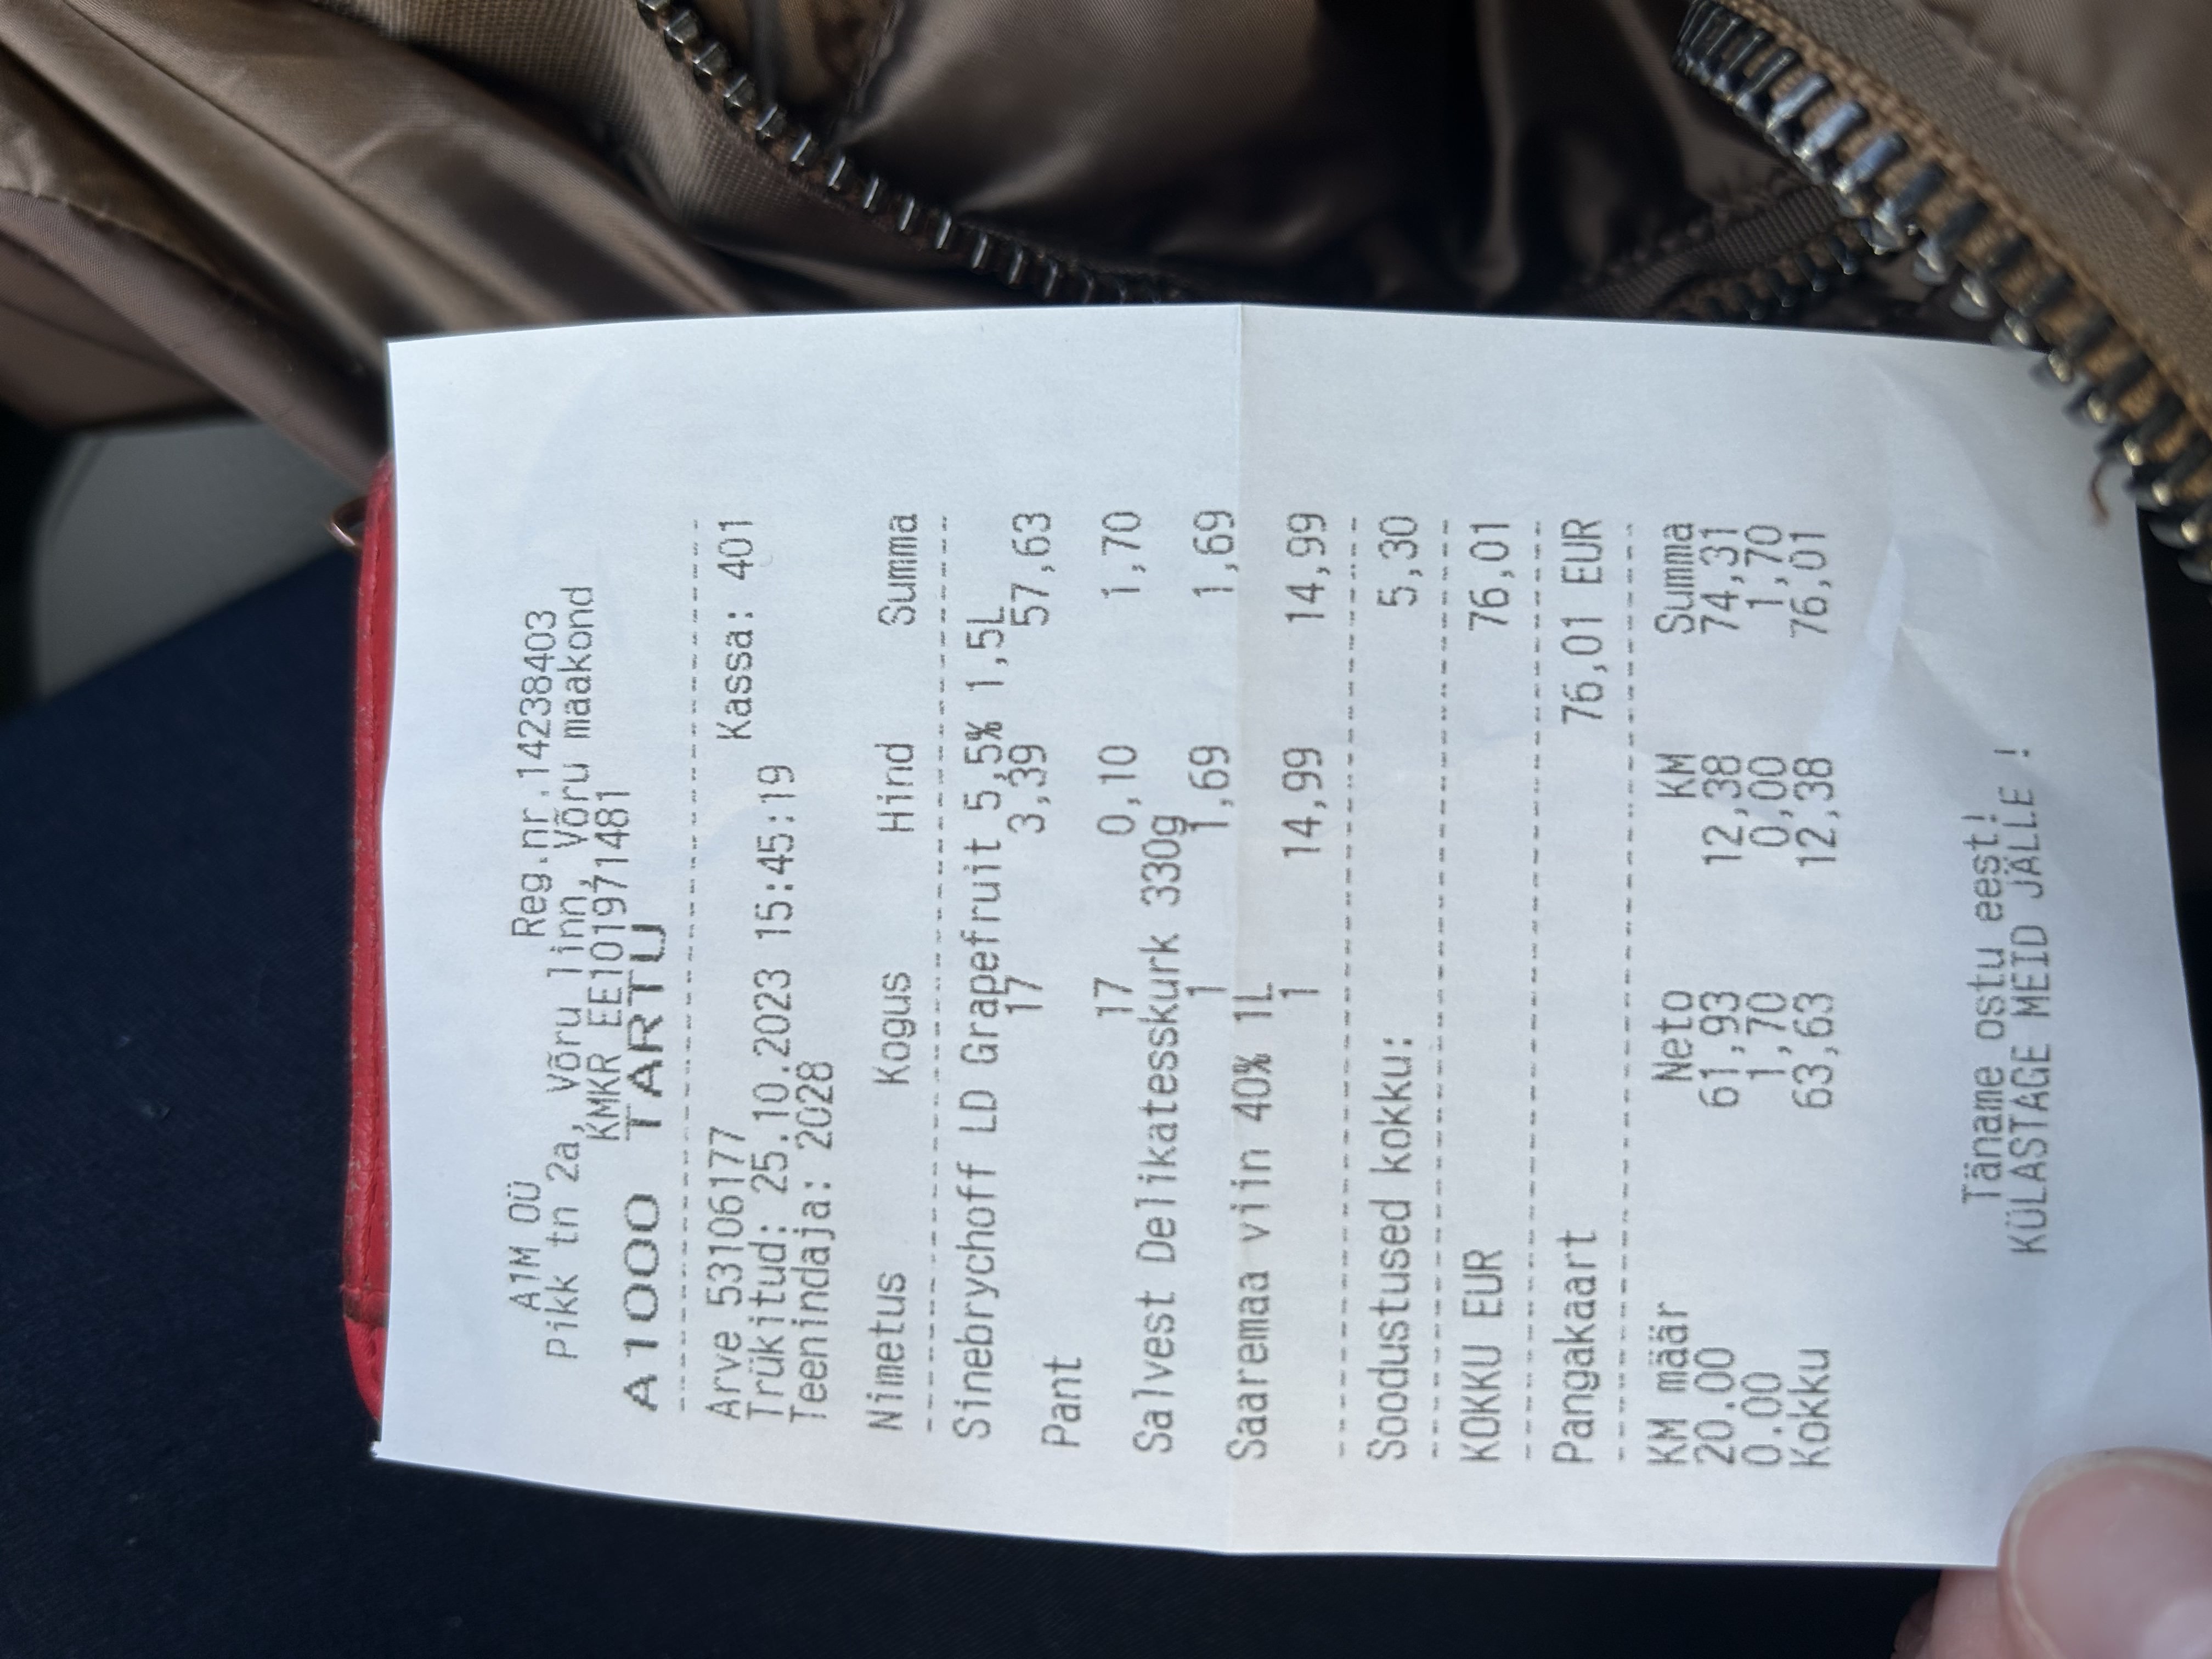 A1M OÜ Reg.nr.14238403
Pikk tn 2a, Võru linn, Võru maakond
KMKR EE101971481
A1000 TARTU
Arve 53106177 Kassa: 401
Trükitud: 25.10.2023 15:45:19
Teenindaja: 2028
Nimetus Kogus Hind Summa
Sinebrychoff LD Grapefruit 5,5% 1,5L
17 3,39 57,63
Pant
17 0,10 1,70
Salvest Delikatesskurk 330g
1 1,69 1,69
Saaremaa viin 40% 1L
1 14,99 14,99
Soodustused kokku: 5,30
KOKKU EUR 76,01
Pangakaart 76,01 EUR
KM määr Neto KM Summa
20.00 61,93 12,38 74,31
0.00 1,70 0,00 1,70
Kokku 63,63 12,38 76,01
Täname ostu eest!
KÜLASTAGE MEID JÄLLE !